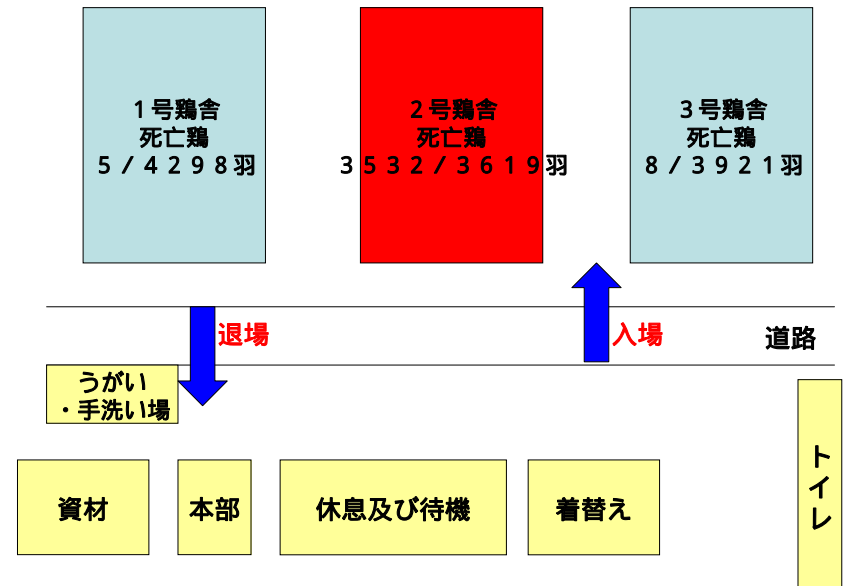 1号鶏舎
死亡鶏
5/4298羽
2号鶏舎
死亡鶏
3532/3619羽
3号鶏舎
死亡鶏
8/3921羽
退場
入場
道路
うがい
・手洗い場
資材
本部
休息及び待機
着替え
トイレ